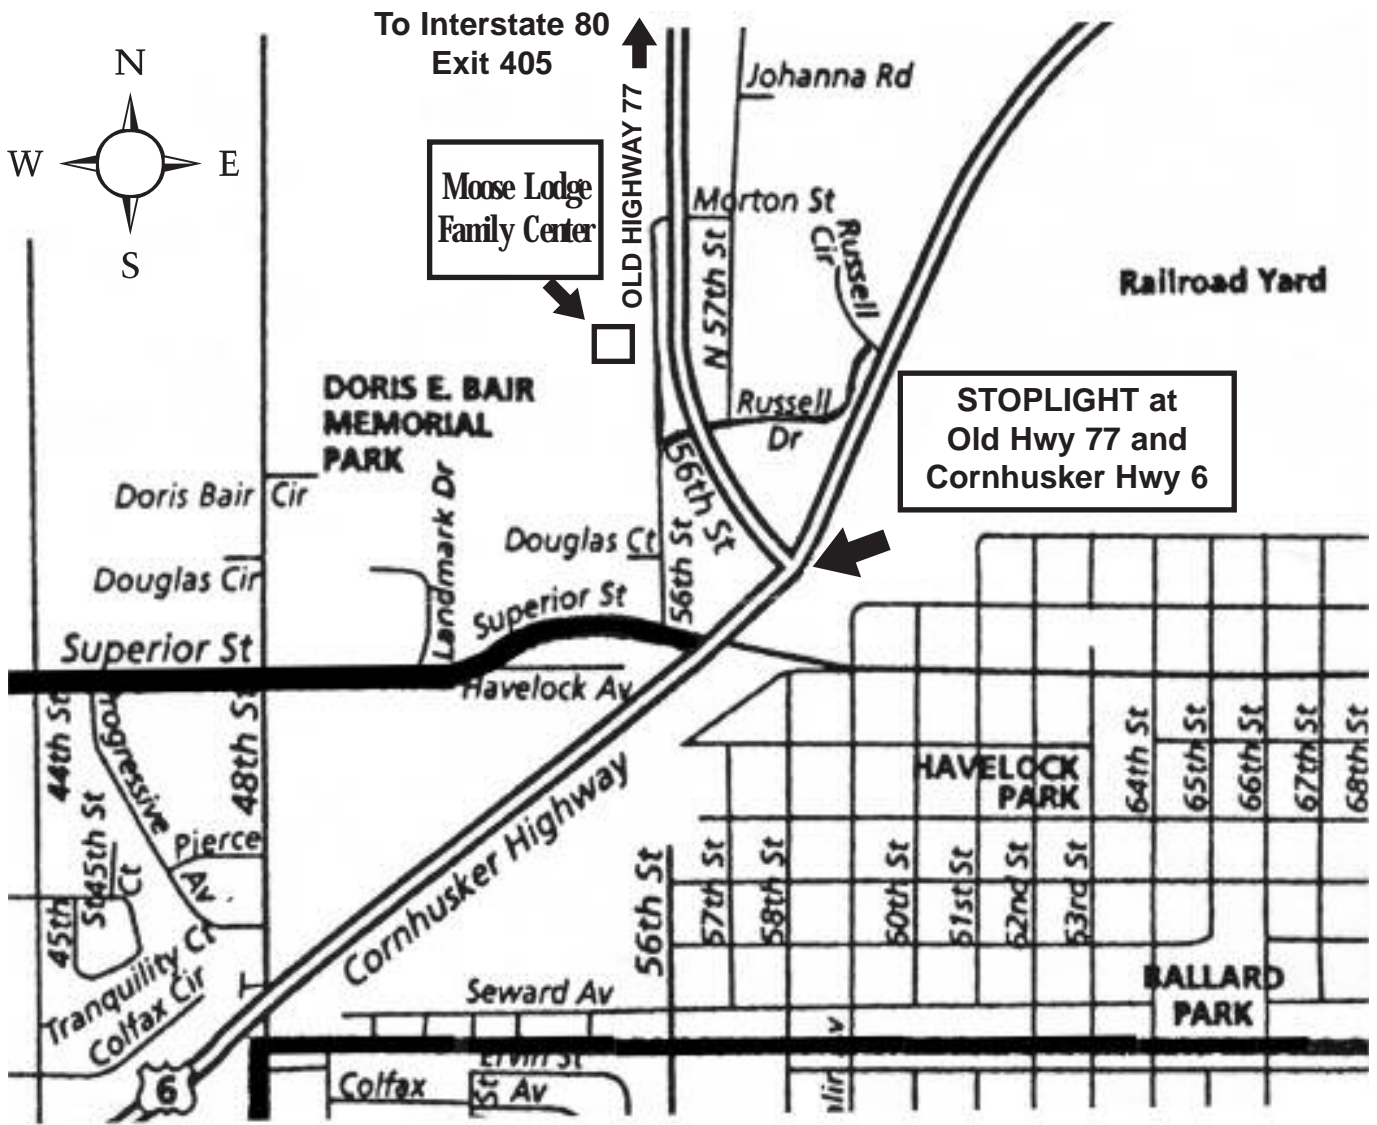 To Interstate 80
Exit 405
N
W
E
S
OLD HIGHWAY 77
Johanna Rd
Moose Lodge
Family Center
Morton St
Russell
Cir
N 57th St
Railroad Yard
DORIS E. BAIR
MEMORIAL
PARK
Russell
Dr
STOPLIGHT at
Old Hwy 77 and
Cornhusker Hwy 6
Doris Bair Cir
Landmark Dr
56th St
Douglas Ct
56th St
Douglas Cir
Superior St
Superior St
Havelock Av
44th St
Progressive
48th St
Cornhusker Highway
HAVELOCK
PARK
64th St
65th St
66th St
67th St
68th St
45th St
Ct
Pierce
Av
45th St
56th St
57th St
58th St
60th St
61st St
62nd St
63rd St
Tranquility Ct
Colfax Cir
Seward Av
BALLARD
PARK
6
Ervin St
Colfax
Av
St